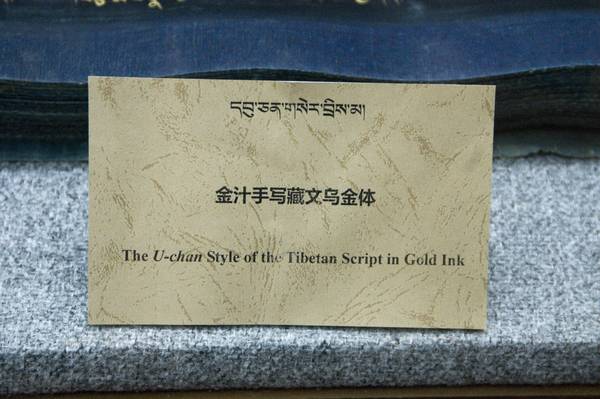 དབུ་ཅན་གསེར་བྲིས་མ།
金汁手写藏文乌金体
The U-chan Style of the Tibetan Script in Gold Ink